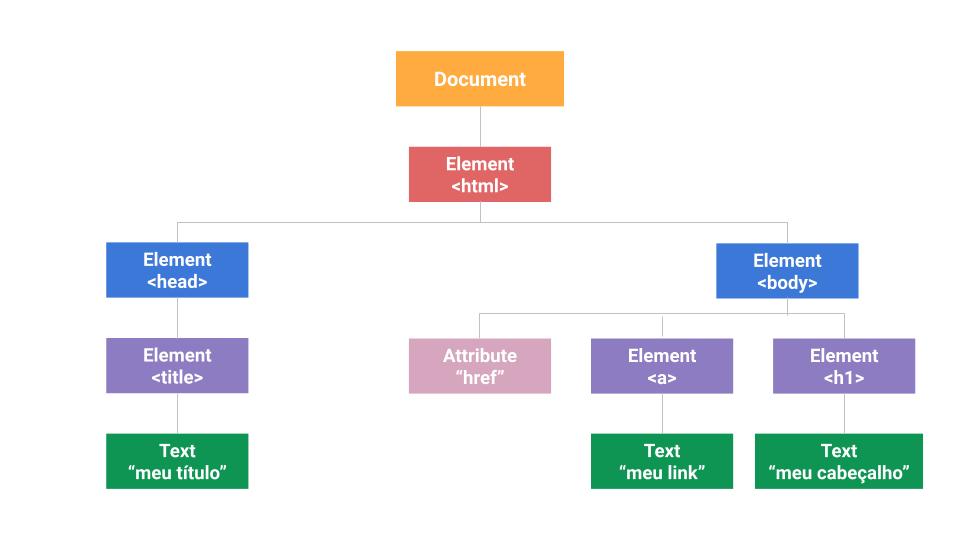 Document
Element
<html>
Element
<head>
Element
<body>
Element
<title>
Attribute
“href”
Element
<a>
Element
<h1>
Text
“meu título”
Text
“meu link”
Text
“meu cabeçalho”